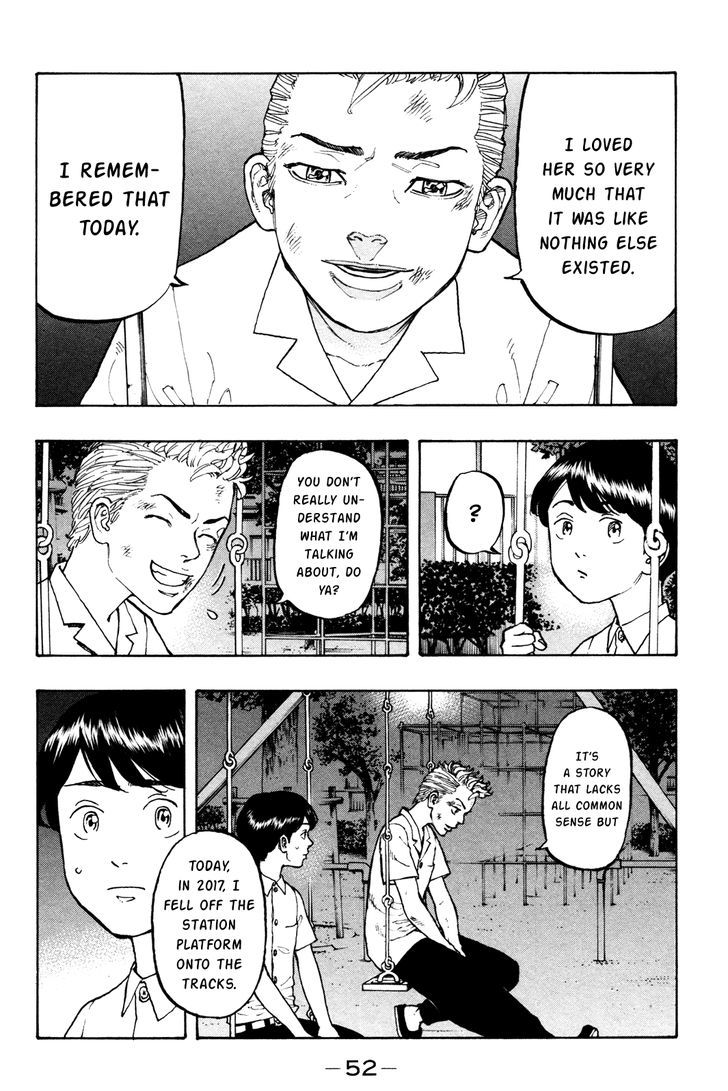 I LOVED
HER SO VERY
MUCH THAT
IT WAS LIKE
NOTHING ELSE
EXISTED.
I REMEM-
BERED THAT
TODAY.
?
YOU DON'T
REALLY UN-
DERSTAND
WHAT I'M
TALKING
ABOUT, DO
YA?
IT'S
A STORY
THAT LACKS
ALL COMMON
SENSE BUT
TODAY,
IN 2017, I
FELL OFF THE
STATION
PLATFORM
ONTO THE
TRACKS.
—52—